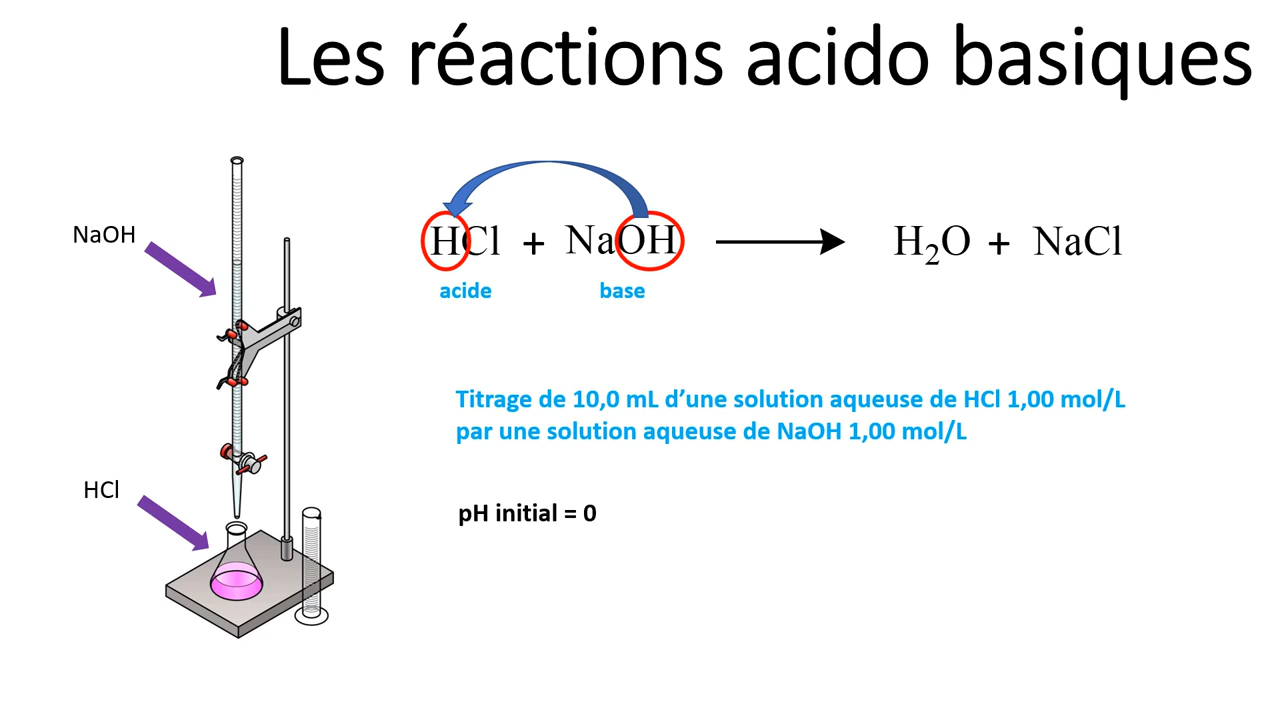 Les réactions acido basiques
NaOH
HCl + NaOH H₂O + NaCl
acide base
Titrage de 10,0 mL d’une solution aqueuse de HCl 1,00 mol/L
par une solution aqueuse de NaOH 1,00 mol/L
HCl
pH initial = 0